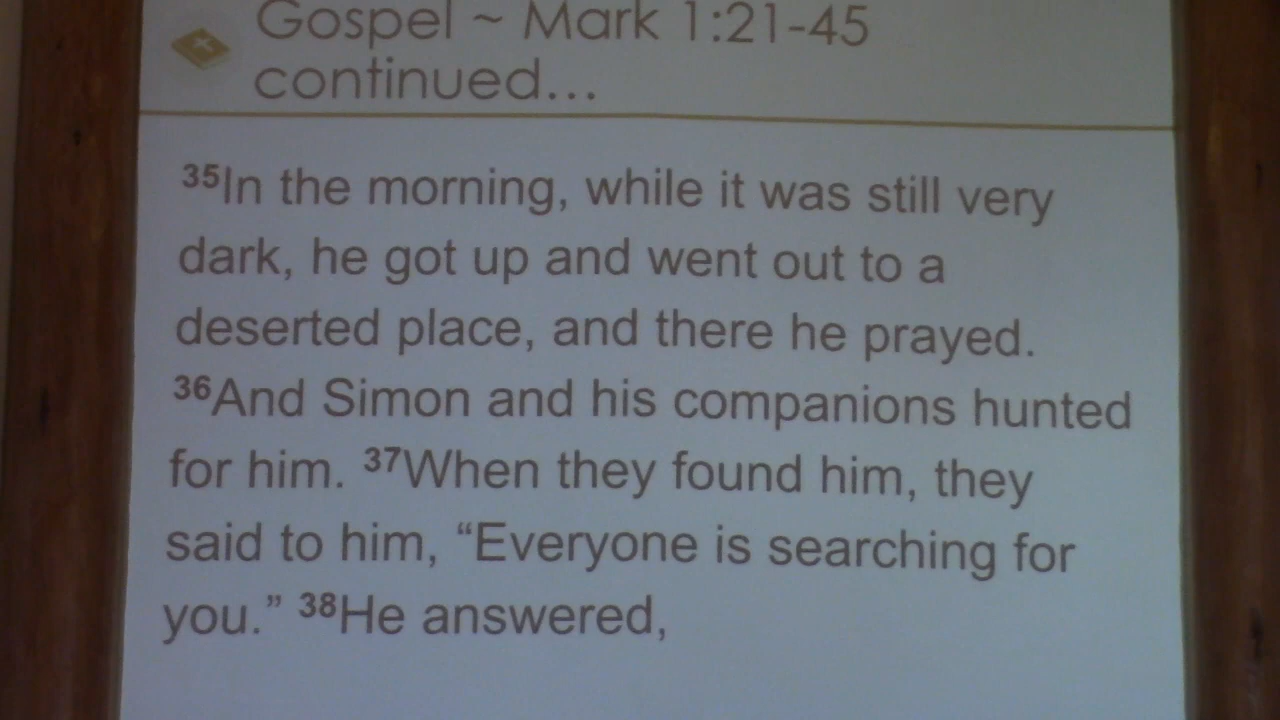 Gospel ~ Mark 1:21-45
continued...
35In the morning, while it was still very
dark, he got up and went out to a
deserted place, and there he prayed.
36And Simon and his companions hunted
for him. 37When they found him, they
said to him, “Everyone is searching for
you.” 38He answered,